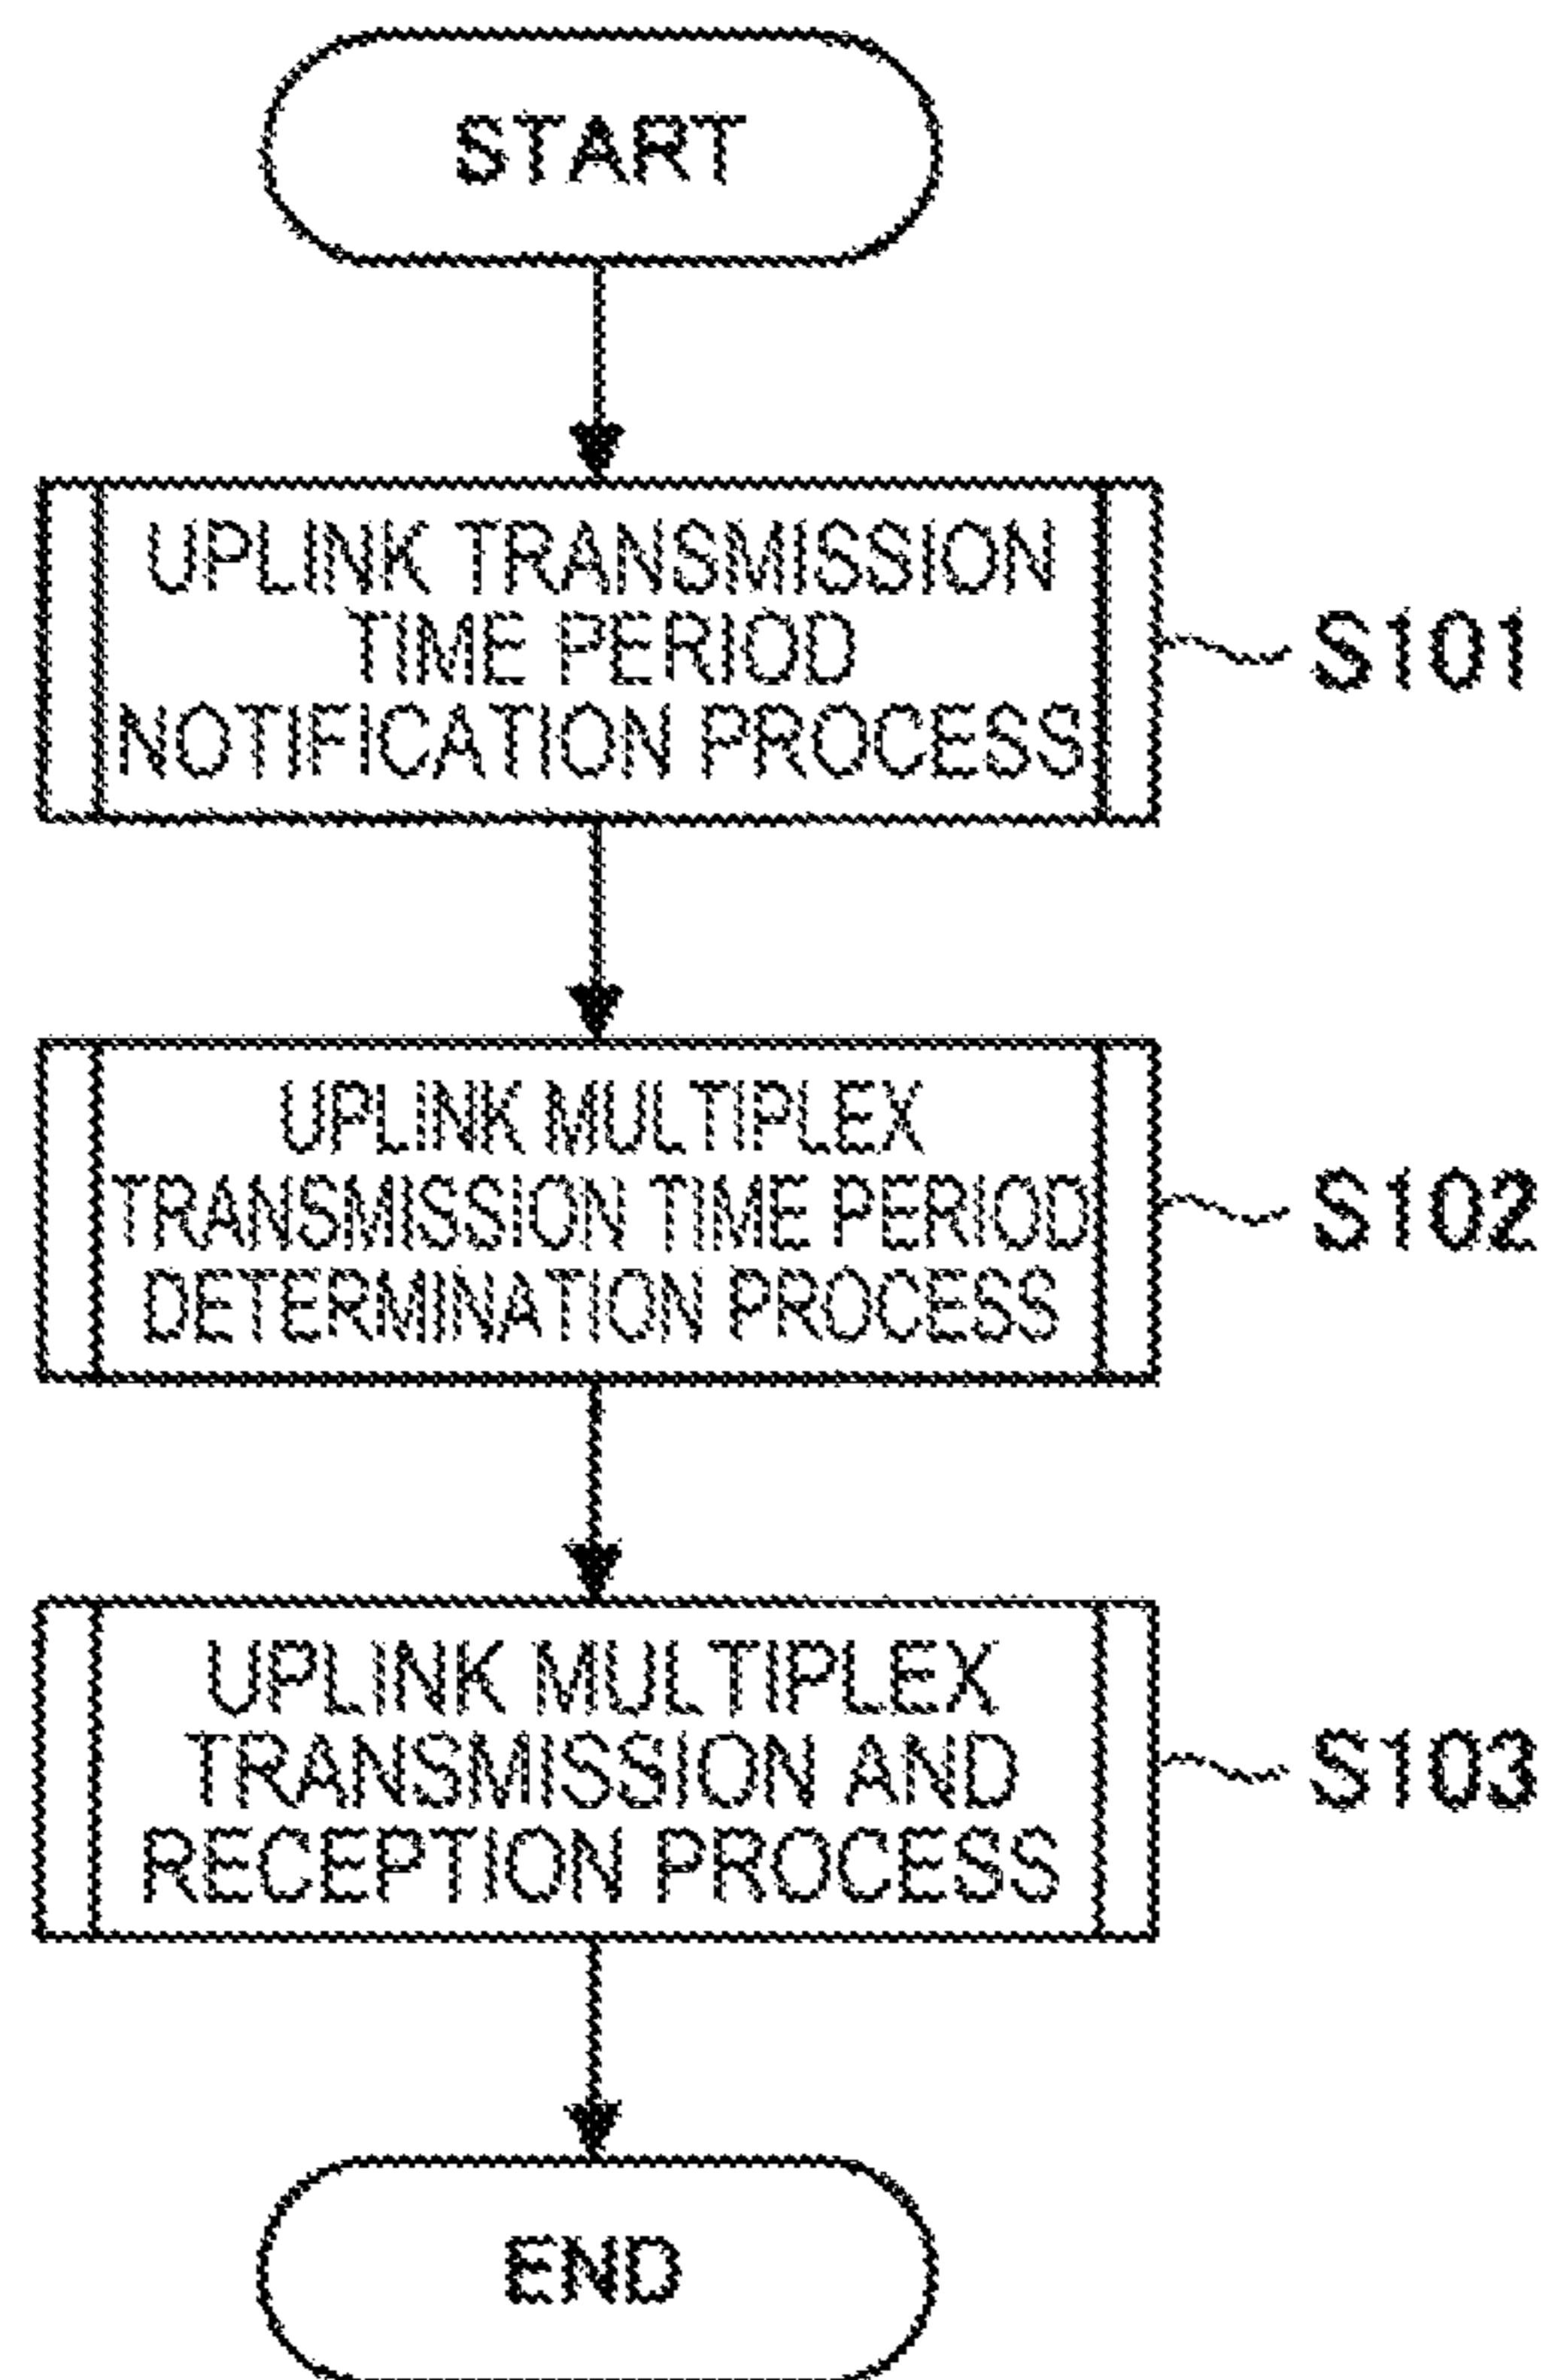 START
UPLINK TRANSMISSION
TIME PERIOD
NOTIFICATION PROCESS
S101
UPLINK MULTIPLEX
TRANSMISSION TIME PERIOD
DETERMINATION PROCESS
S102
UPLINK MULTIPLEX
TRANSMISSION AND
RECEPTION PROCESS
S103
END